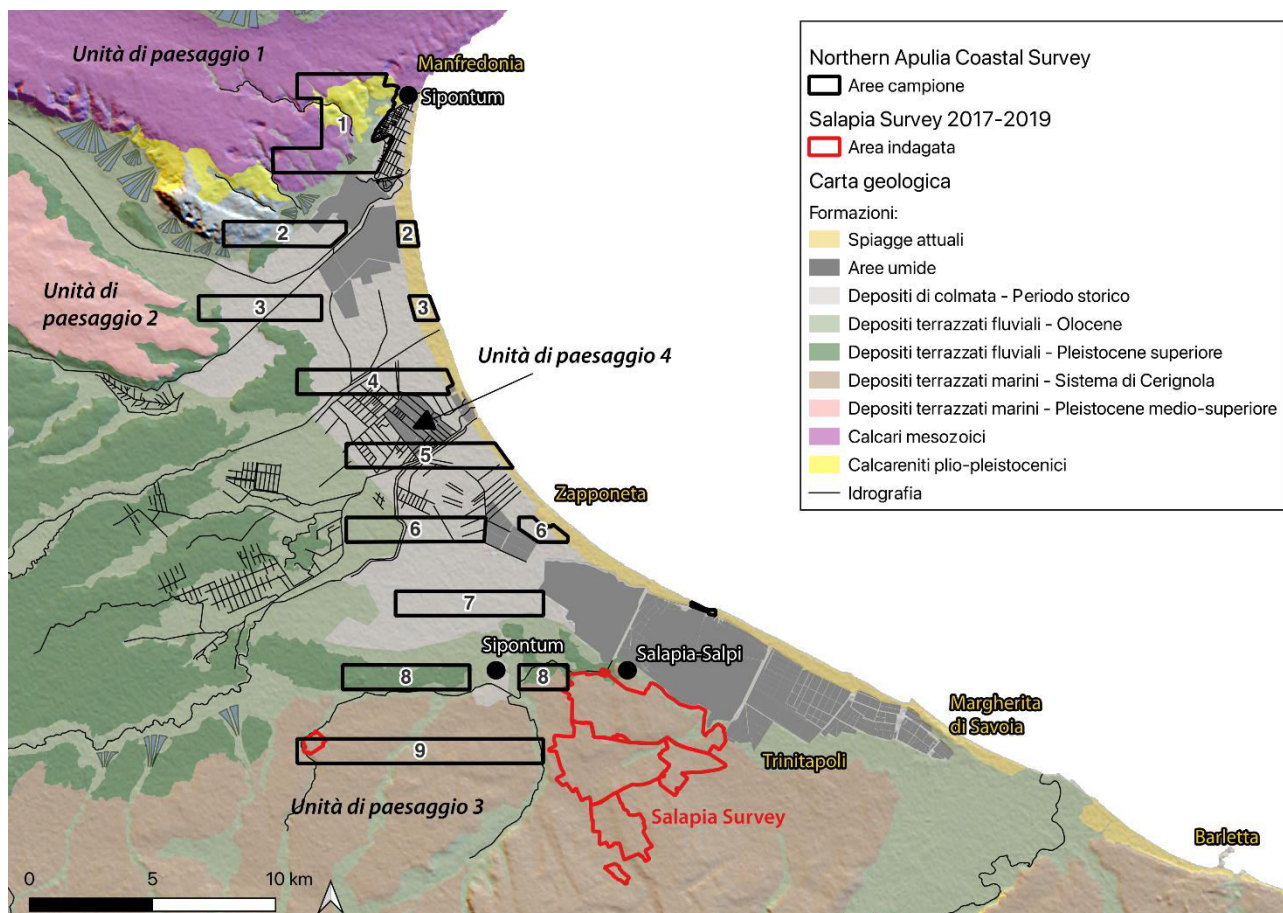 Unità di paesaggio 1
Manfredonia
Sipontum
1
2
2
Unità di
paesaggio 2
3
3
Unità di paesaggio 4
4
5
Zapponeta
6
6
7
Sipontum
Salapia-Salpi
8
8
Margherita
di Savoia
9
Trinitapoli
Unità di paesaggio 3
Salapia Survey
Barletta
0
5
10 km
Northern Apulia Coastal Survey
Aree campione
Salapia Survey 2017-2019
Area indagata
Carta geologica
Formazioni:
Spiagge attuali
Aree umide
Depositi di colmata - Periodo storico
Depositi terrazzati fluviali - Olocene
Depositi terrazzati fluviali - Pleistocene superiore
Depositi terrazzati marini - Sistema di Cerignola
Depositi terrazzati marini - Pleistocene medio-superiore
Calcari mesozoici
Calcareniti plio-pleistocenici
Idrografia